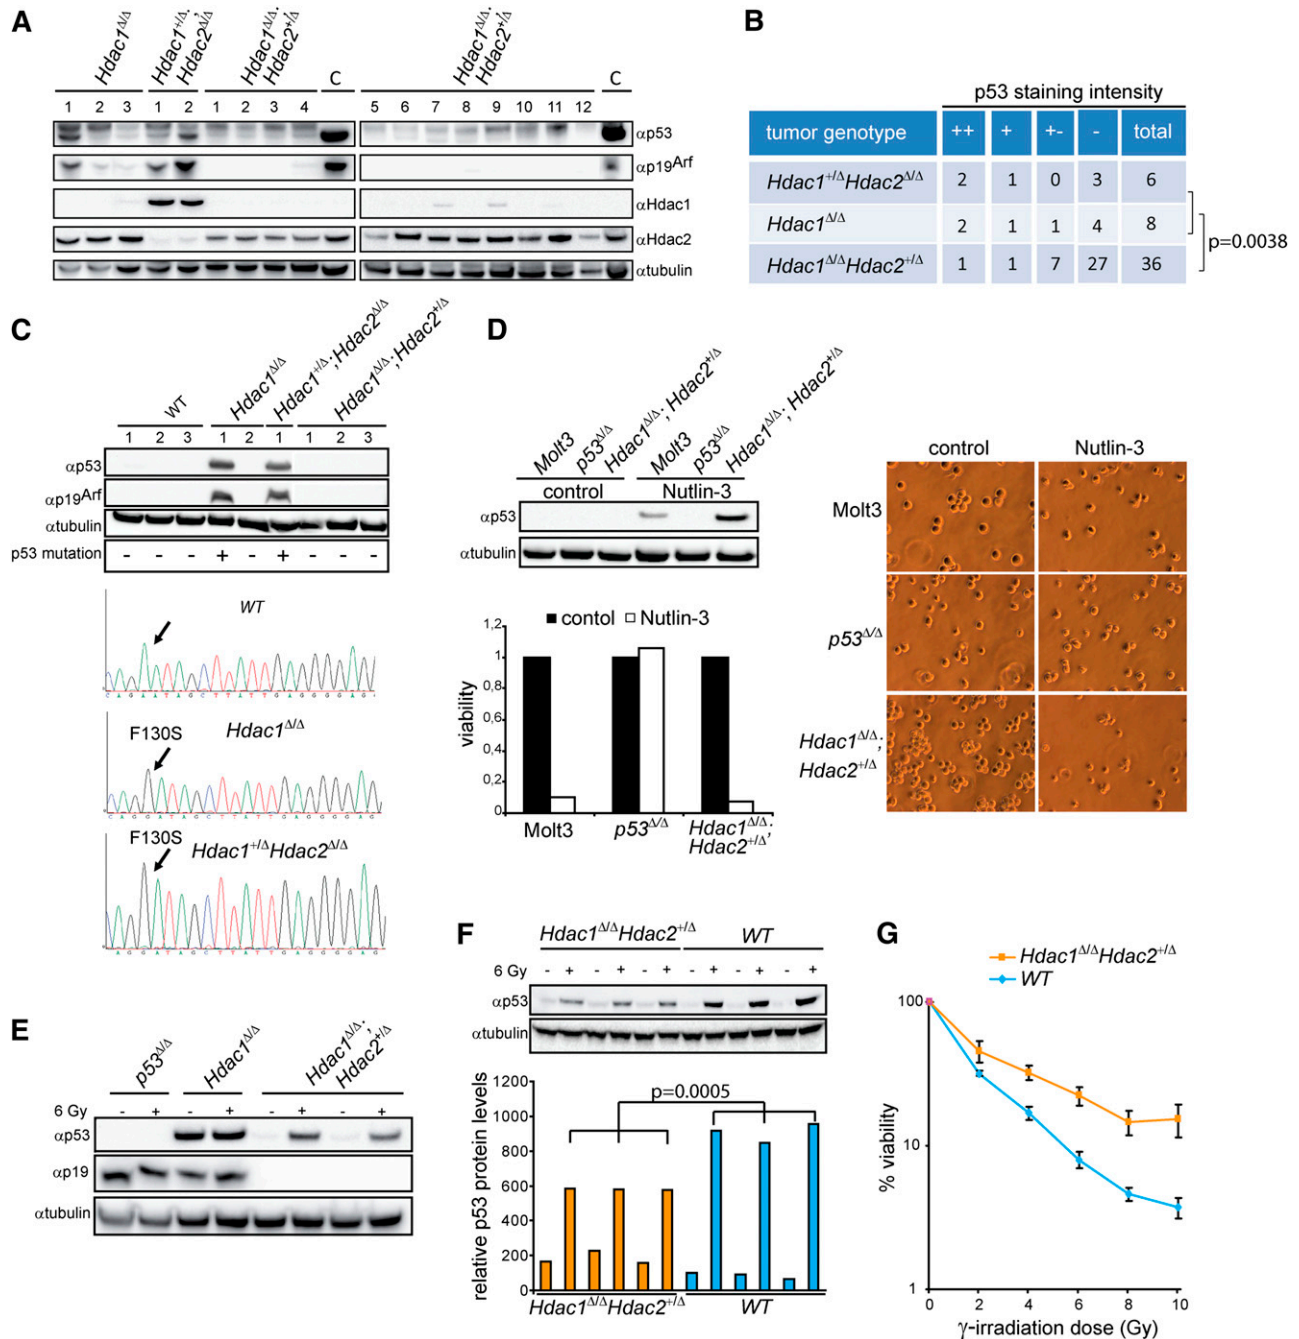 A
Hdac1Δ/Δ
Hdac1+/Δ;
Hdac2Δ/Δ
Hdac1Δ/Δ;
Hdac2+/Δ
C
Hdac1Δ/Δ;
Hdac2+/Δ
C
1 2 3 1 2 1 2 3 4 5 6 7 8 9 10 11 12
αp53
αp19Arf
αHdac1
αHdac2
αtubulin
B
p53 staining intensity
tumor genotype ++ + +- - total
Hdac1+/ΔHdac2Δ/Δ 2 1 0 3 6
Hdac1Δ/Δ 2 1 1 4 8
Hdac1Δ/ΔHdac2+/Δ 1 1 7 27 36
p=0.0038
C
WT
Hdac1Δ/Δ
Hdac1+/Δ;Hdac2Δ/Δ
Hdac1Δ/Δ;Hdac2+/Δ
1 2 3 1 2 1 1 2 3
αp53
αp19Arf
αtubulin
p53 mutation - - - + - + - - -
WT
C A G A A T A G C T T A T T G A G G G G A G
F130S
Hdac1Δ/Δ
F130S
Hdac1+/ΔHdac2Δ/Δ
D
Molt3
p53Δ/Δ
Hdac1Δ/Δ; Hdac2+/Δ
Molt3
p53Δ/Δ
Hdac1Δ/Δ; Hdac2+/Δ
control Nutlin-3
αp53
αtubulin
contol Nutlin-3
viability
1,2
1
0,8
0,6
0,4
0,2
0
Molt3
p53Δ/Δ
Hdac1Δ/Δ;
Hdac2+/Δ
control Nutlin-3
Molt3
p53Δ/Δ
Hdac1Δ/Δ;
Hdac2+/Δ
E
p53Δ/Δ
Hdac1Δ/Δ
Hdac1Δ/Δ;
Hdac2+/Δ
6 Gy - + - + - + - +
αp53
αp19
αtubulin
F
Hdac1Δ/ΔHdac2+/Δ WT
6 Gy - + - + - + - + - + - +
αp53
αtubulin
relative p53 protein levels
1200
1000
800
600
400
200
0
p=0.0005
Hdac1Δ/ΔHdac2+/Δ WT
G
Hdac1Δ/ΔHdac2+/Δ
WT
% viability
100
10
1
0 2 4 6 8 10
γ-irradiation dose (Gy)